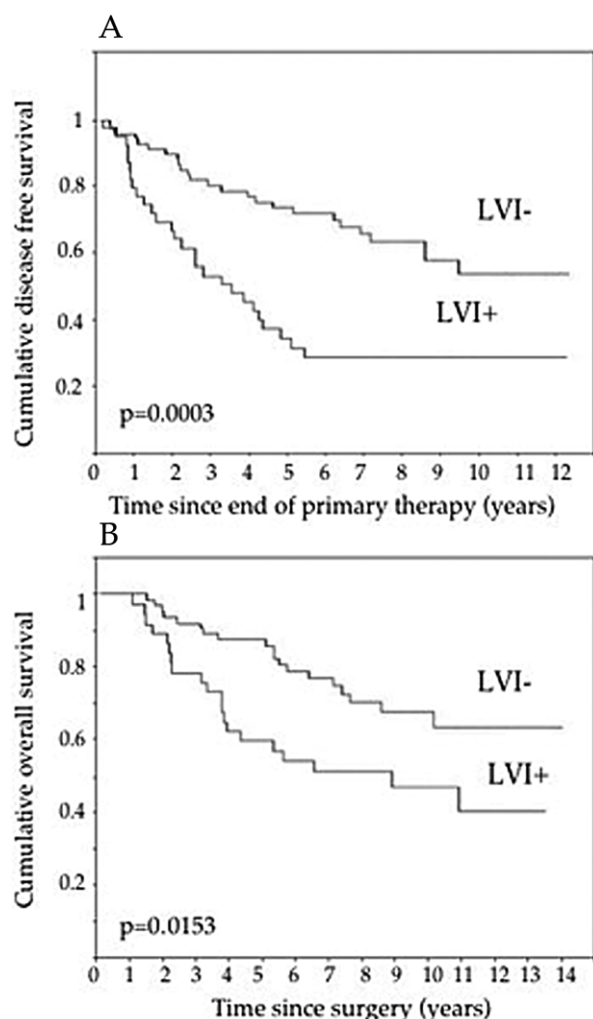 A
Cumulative disease free survival
1
0.8
0.6
0.4
0.2
LVI-
LVI+
p=0.0003
0 1 2 3 4 5 6 7 8 9 10 11 12
Time since end of primary therapy (years)
B
Cumulative overall survival
1
0.8
0.6
0.4
0.2
LVI-
LVI+
p=0.0153
0 1 2 3 4 5 6 7 8 9 10 11 12 13 14
Time since surgery (years)